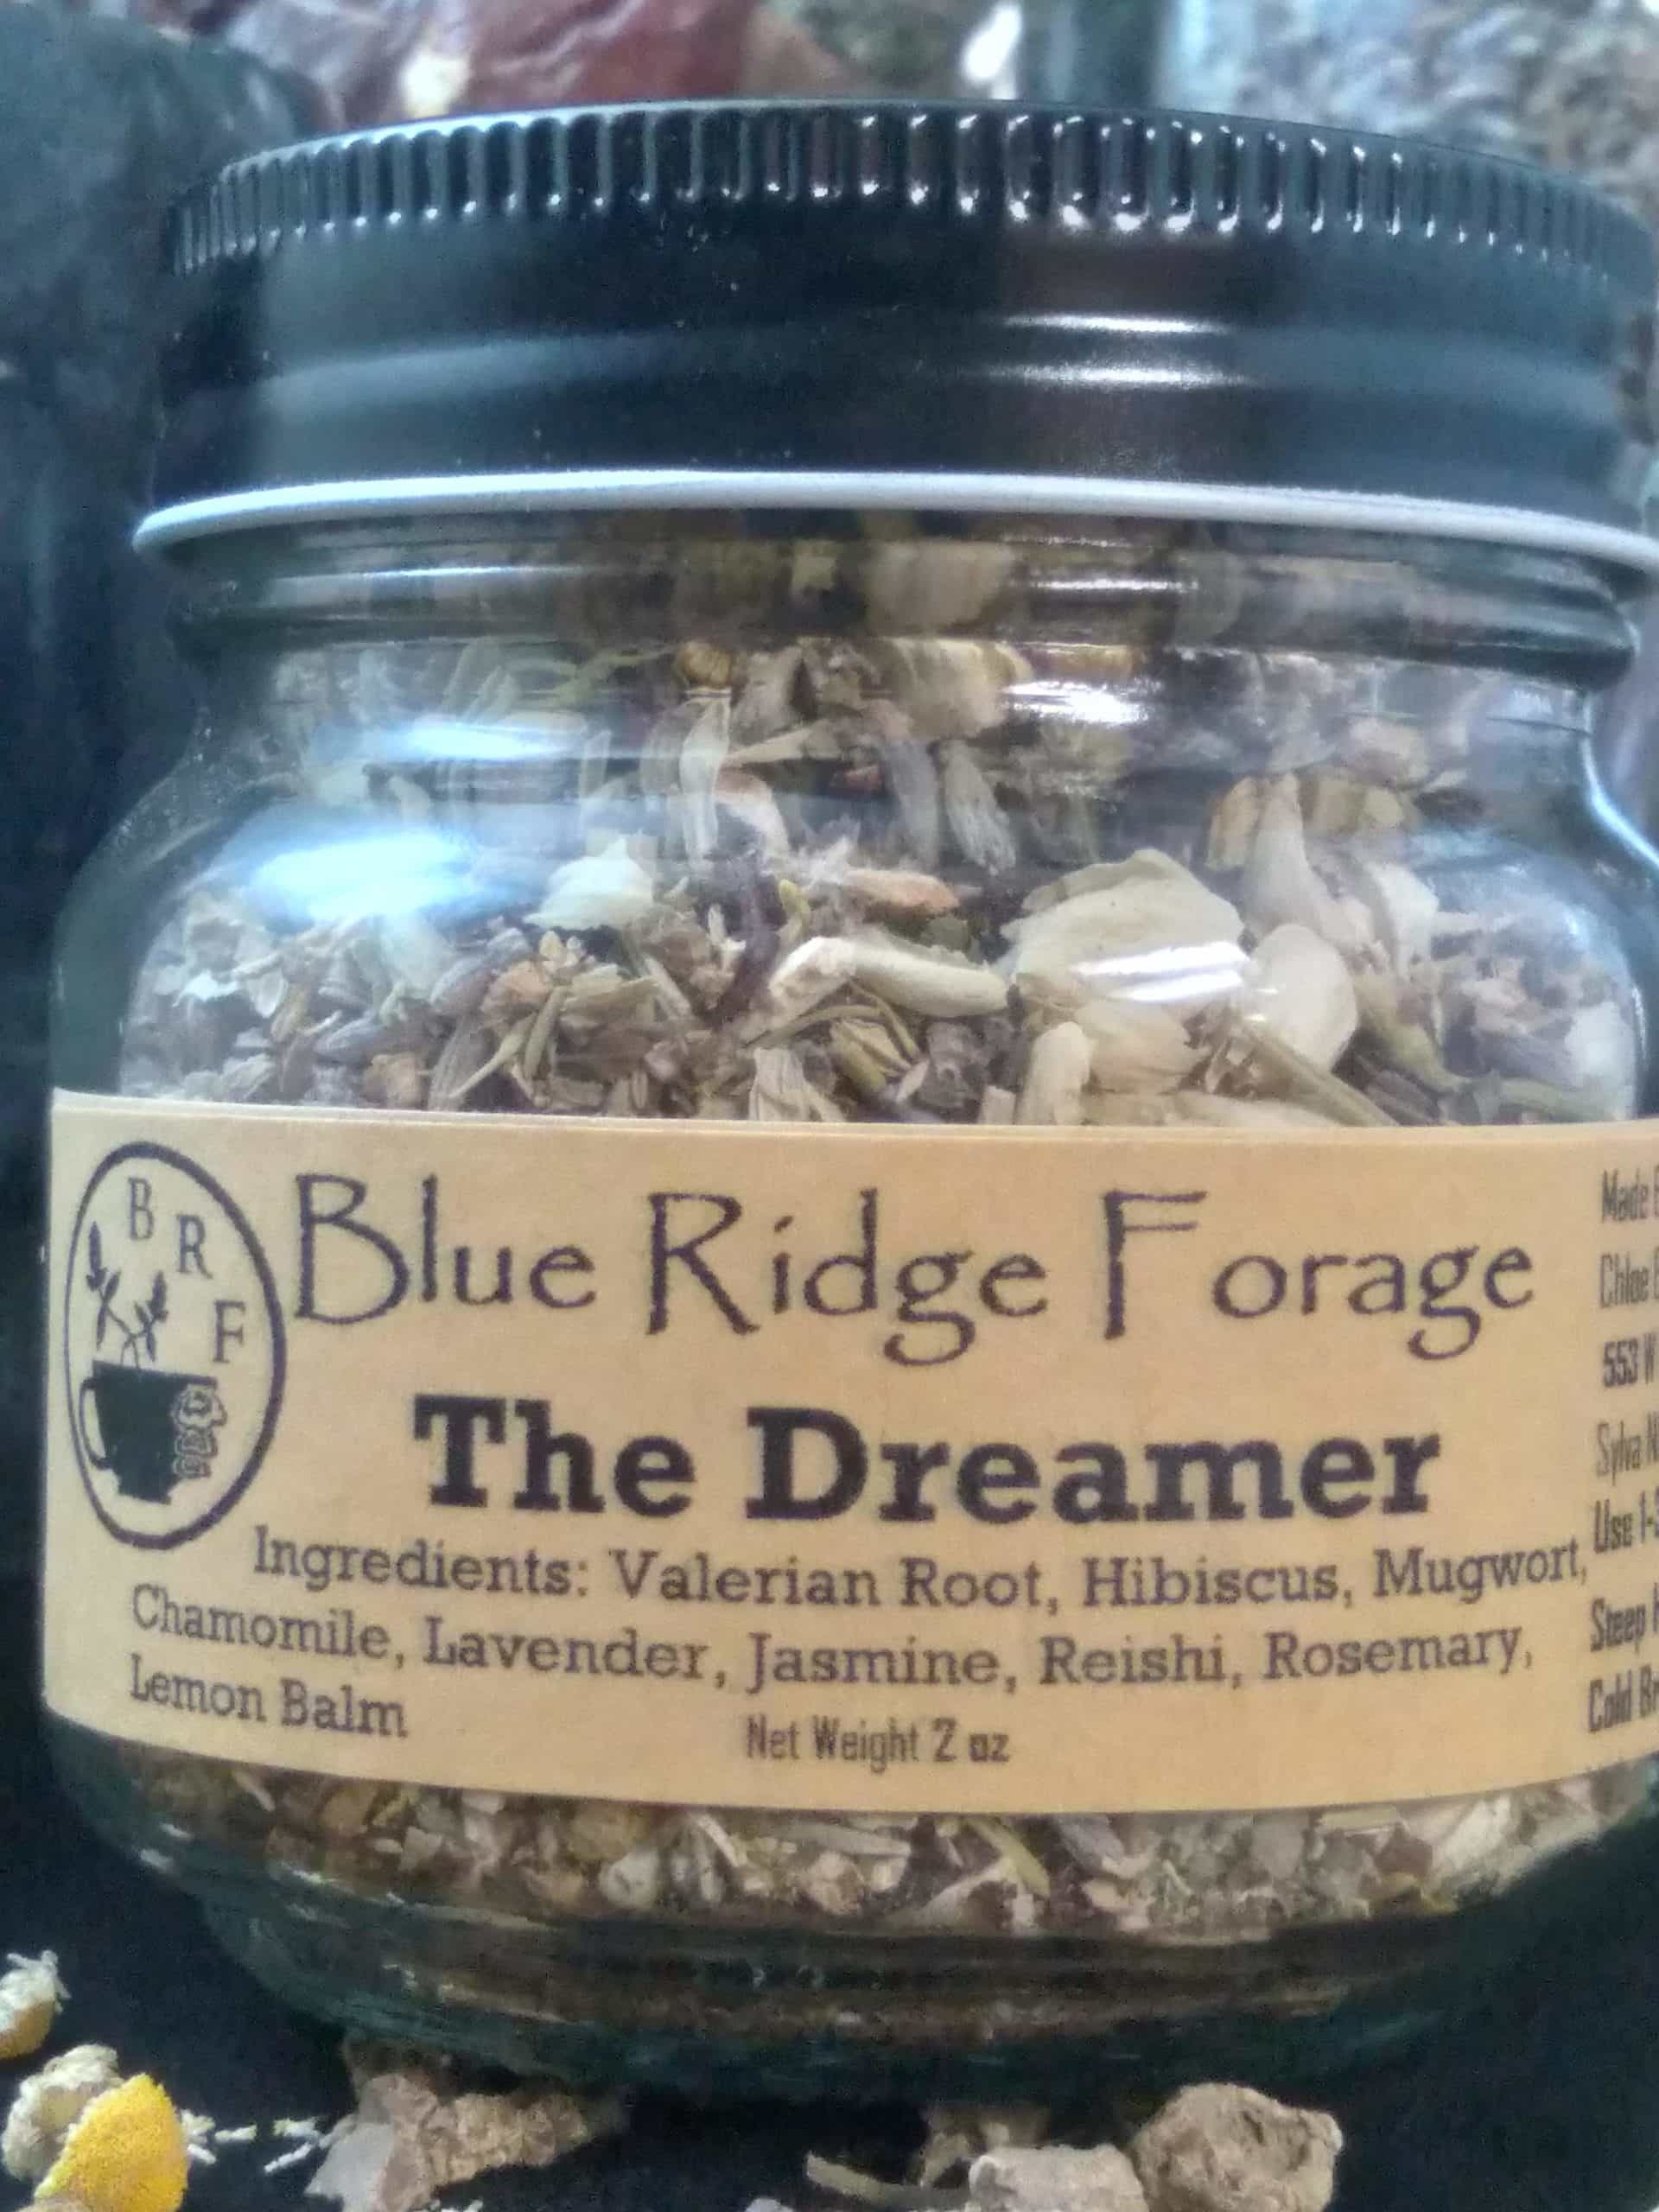 B R F
Blue Ridge Forage
The Dreamer
Ingredients: Valerian Root, Hibiscus, Mugwort,
Chamomile, Lavender, Jasmine, Reishi, Rosemary,
Lemon Balm
Net Weight 2 oz
Made
Chloe
553 W
Sylva
Use 1-3
Steep
Cold